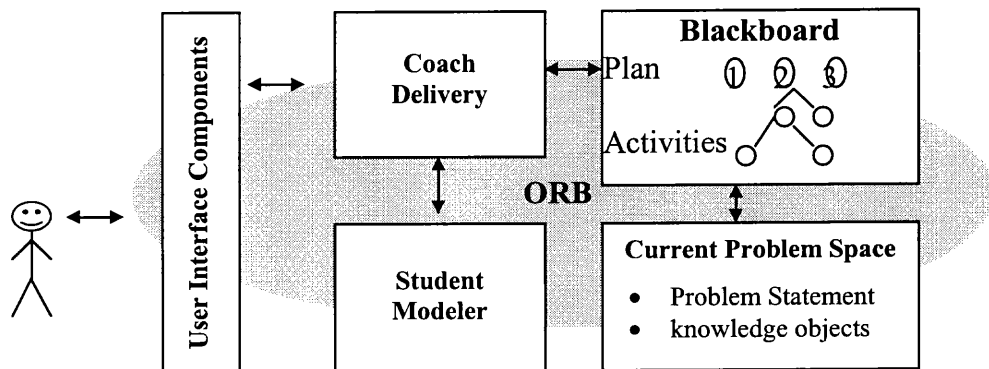 User Interface Components
Coach
Delivery
Blackboard
Plan
1 2 3
Activities
ORB
Student
Modeler
Current Problem Space
• Problem Statement
• knowledge objects